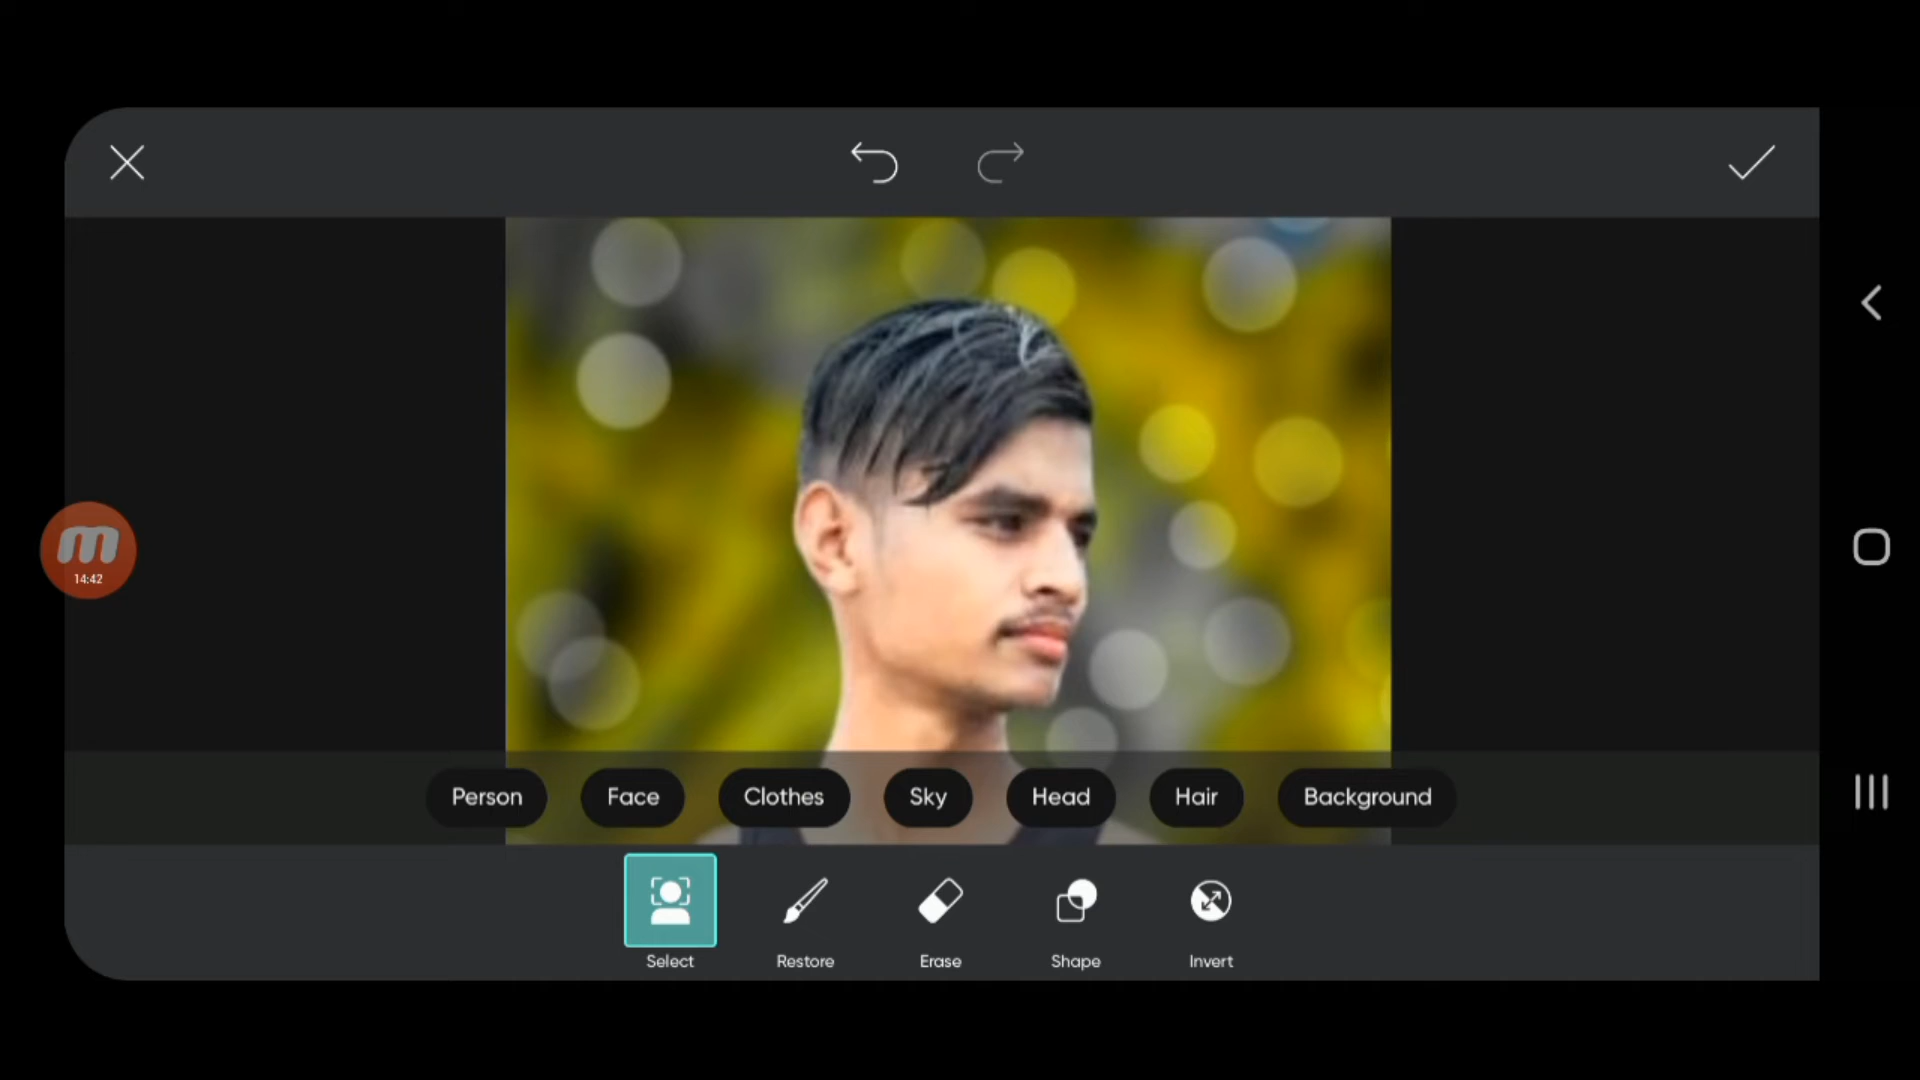 m
14:42
Person Face Clothes Sky Head Hair Background
Select Restore Erase Shape Invert